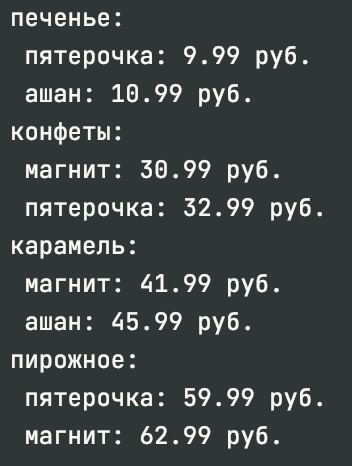 печенье:
пятерочка: 9.99 руб.
ашан: 10.99 руб.
конфеты:
магнит: 30.99 руб.
пятерочка: 32.99 руб.
карамель:
магнит: 41.99 руб.
ашан: 45.99 руб.
пирожное:
пятерочка: 59.99 руб.
магнит: 62.99 руб.